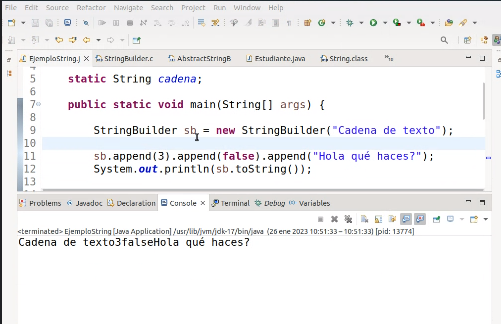 File Edit Source Refactor Navigate Search Project Run Window Help
EjemploString.j StringBuilder.c AbstractStringB Estudiante.java String.class
5 static String cadena;
6
7 public static void main(String[] args) {
8
9 StringBuilder sb = new StringBuilder("Cadena de texto");
10
11 sb.append(3).append(false).append("Hola qué haces?");
12 System.out.println(sb.toString());
13
Problems Javadoc Declaration Console Terminal Debug Variables
<terminated> EjemploString [Java Application] /usr/lib/jvm/jdk-17/bin/java (26 ene 2023 10:51:33 – 10:51:33) [pid: 13774]
Cadena de texto3falseHola qué haces?